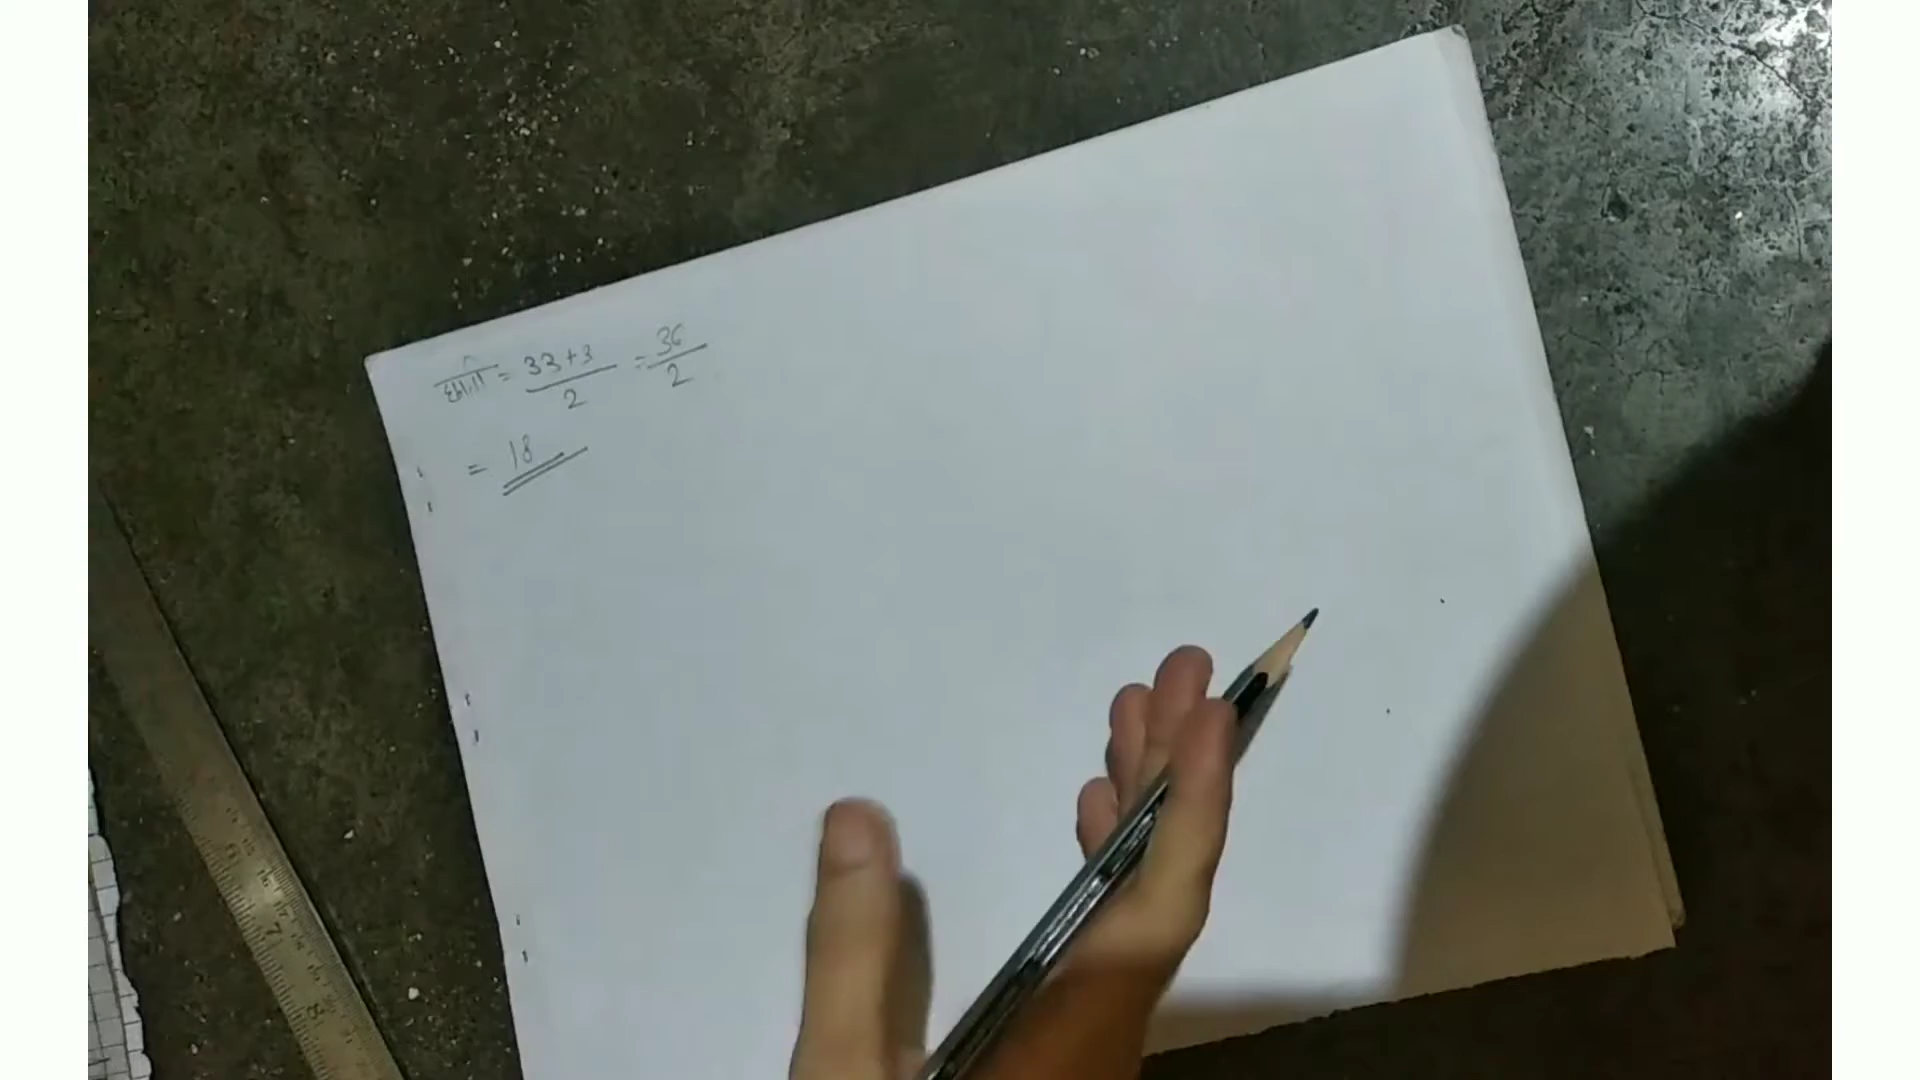 = 33+3/2 = 36/2
= 18